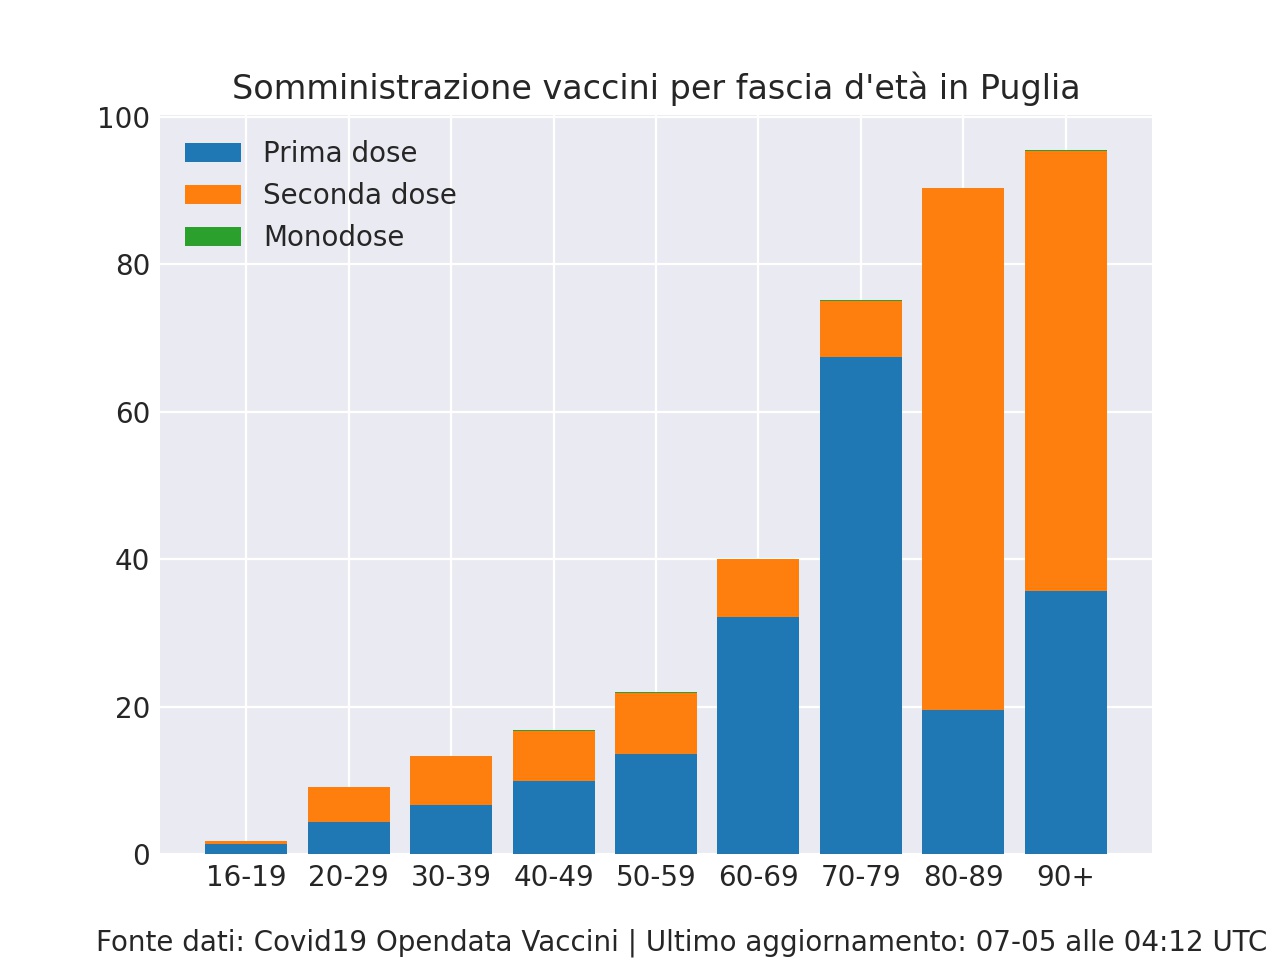 Somministrazione vaccini per fascia d'età in Puglia
100
80
60
40
20
0
Prima dose
Seconda dose
Monodose
16-19 20-29 30-39 40-49 50-59 60-69 70-79 80-89 90+
Fonte dati: Covid19 Opendata Vaccini | Ultimo aggiornamento: 07-05 alle 04:12 UTC